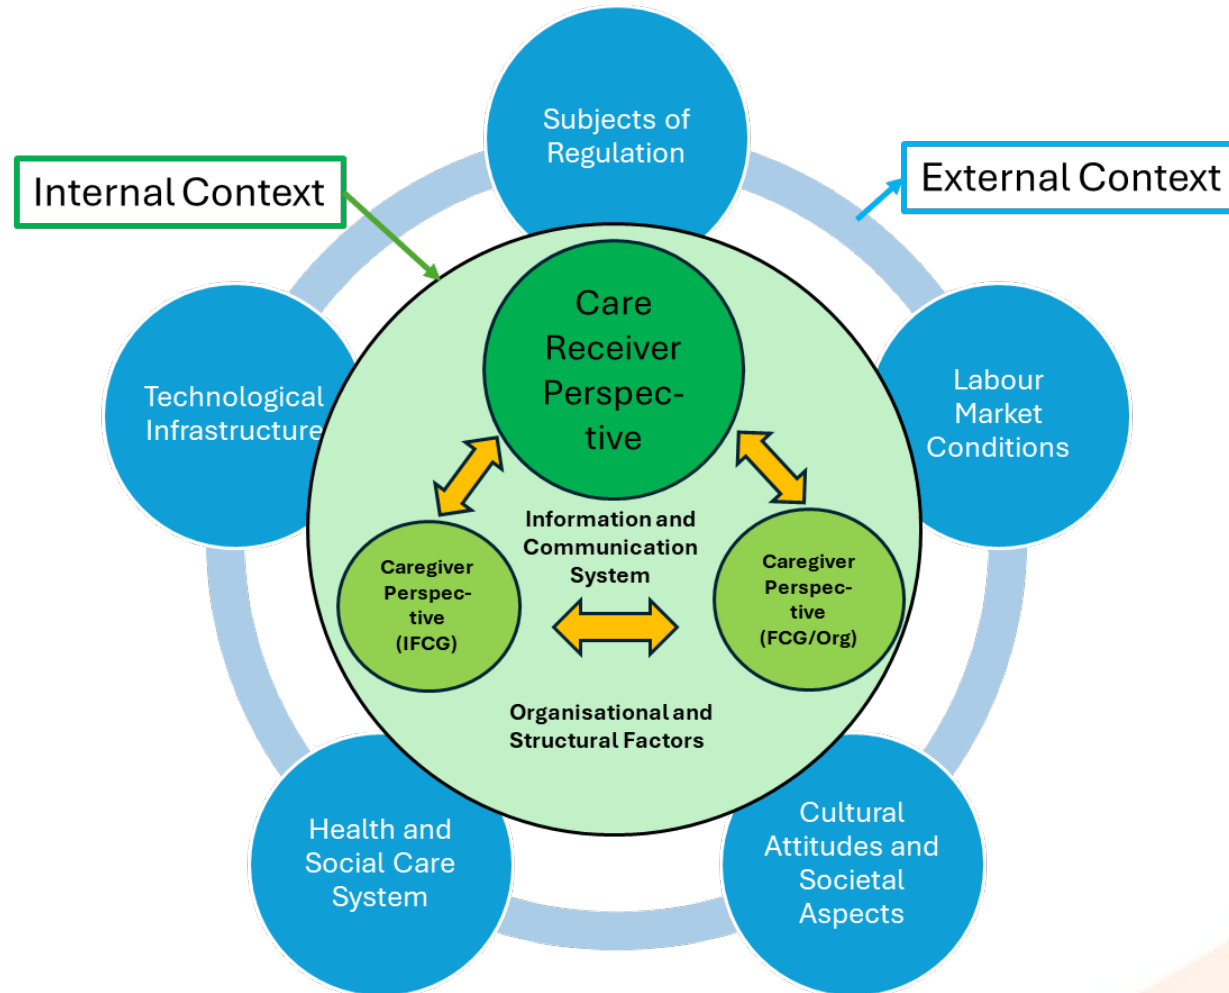 Subjects of
Regulation
Internal Context
External Context
Care
Receiver
Perspec-
tive
Technological
Infrastructure
Labour
Market
Conditions
Information and
Communication
System
Caregiver
Perspec-
tive
(IFCG)
Caregiver
Perspec-
tive
(FCG/Org)
Organisational and
Structural Factors
Health and
Social Care
System
Cultural
Attitudes and
Societal
Aspects